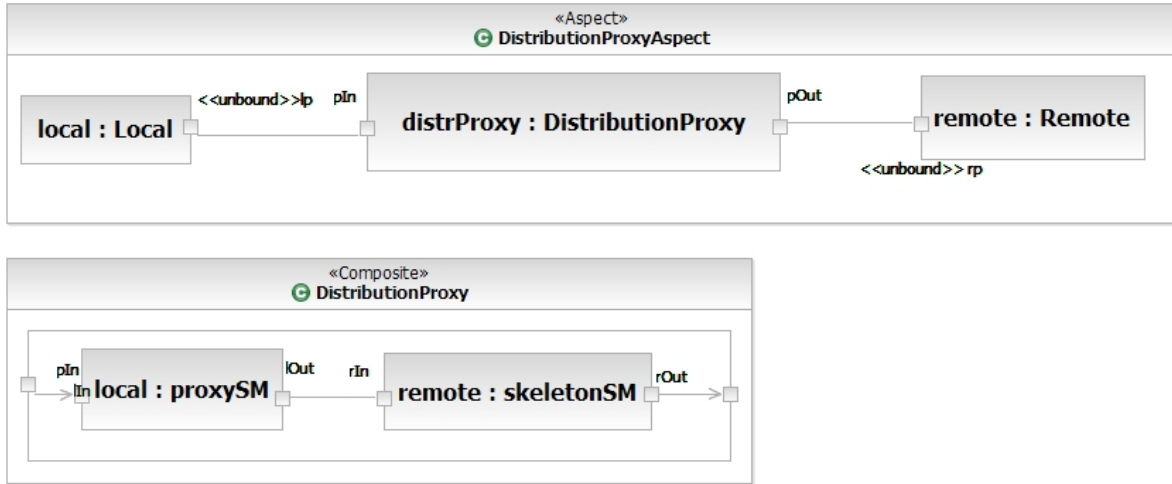 «Aspect»
C DistributionProxyAspect
<<unbound>>lp pIn pOut
local : Local distrProxy : DistributionProxy remote : Remote
<<unbound>> rp
«Composite»
C DistributionProxy
pIn lOut rIn rOut
lIn local : proxySM remote : skeletonSM